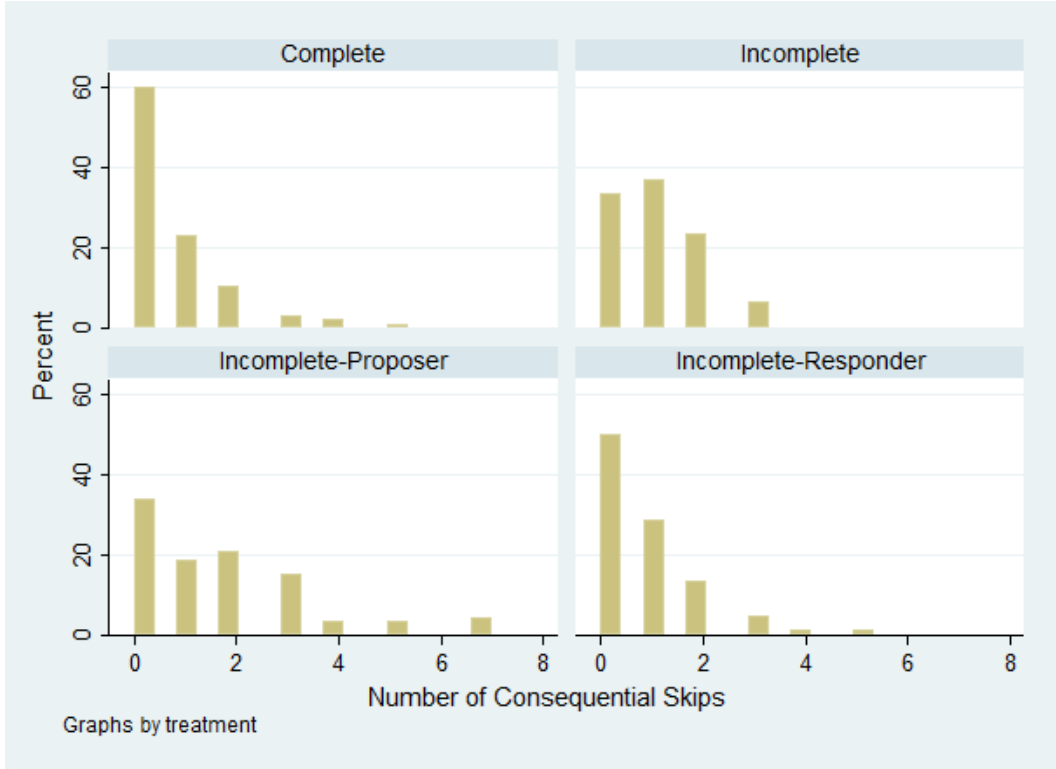 Complete
Incomplete
60
40
20
0
Incomplete-Proposer
Incomplete-Responder
60
40
20
0
0 2 4 6 8
0 2 4 6 8
Percent
Number of Consequential Skips
Graphs by treatment